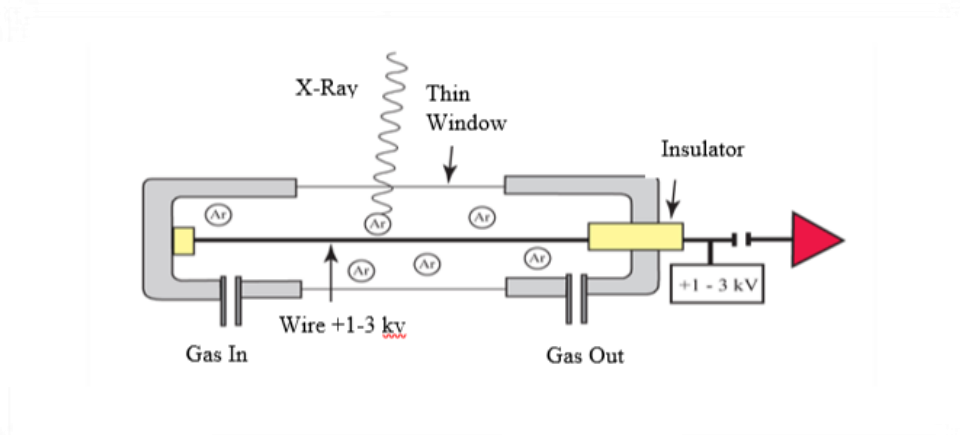 X-Ray
Thin
Window
Insulator
Ar
Ar
Ar
Ar
Ar
Ar
+1 - 3 kV
Wire +1-3 kv
Gas In
Gas Out